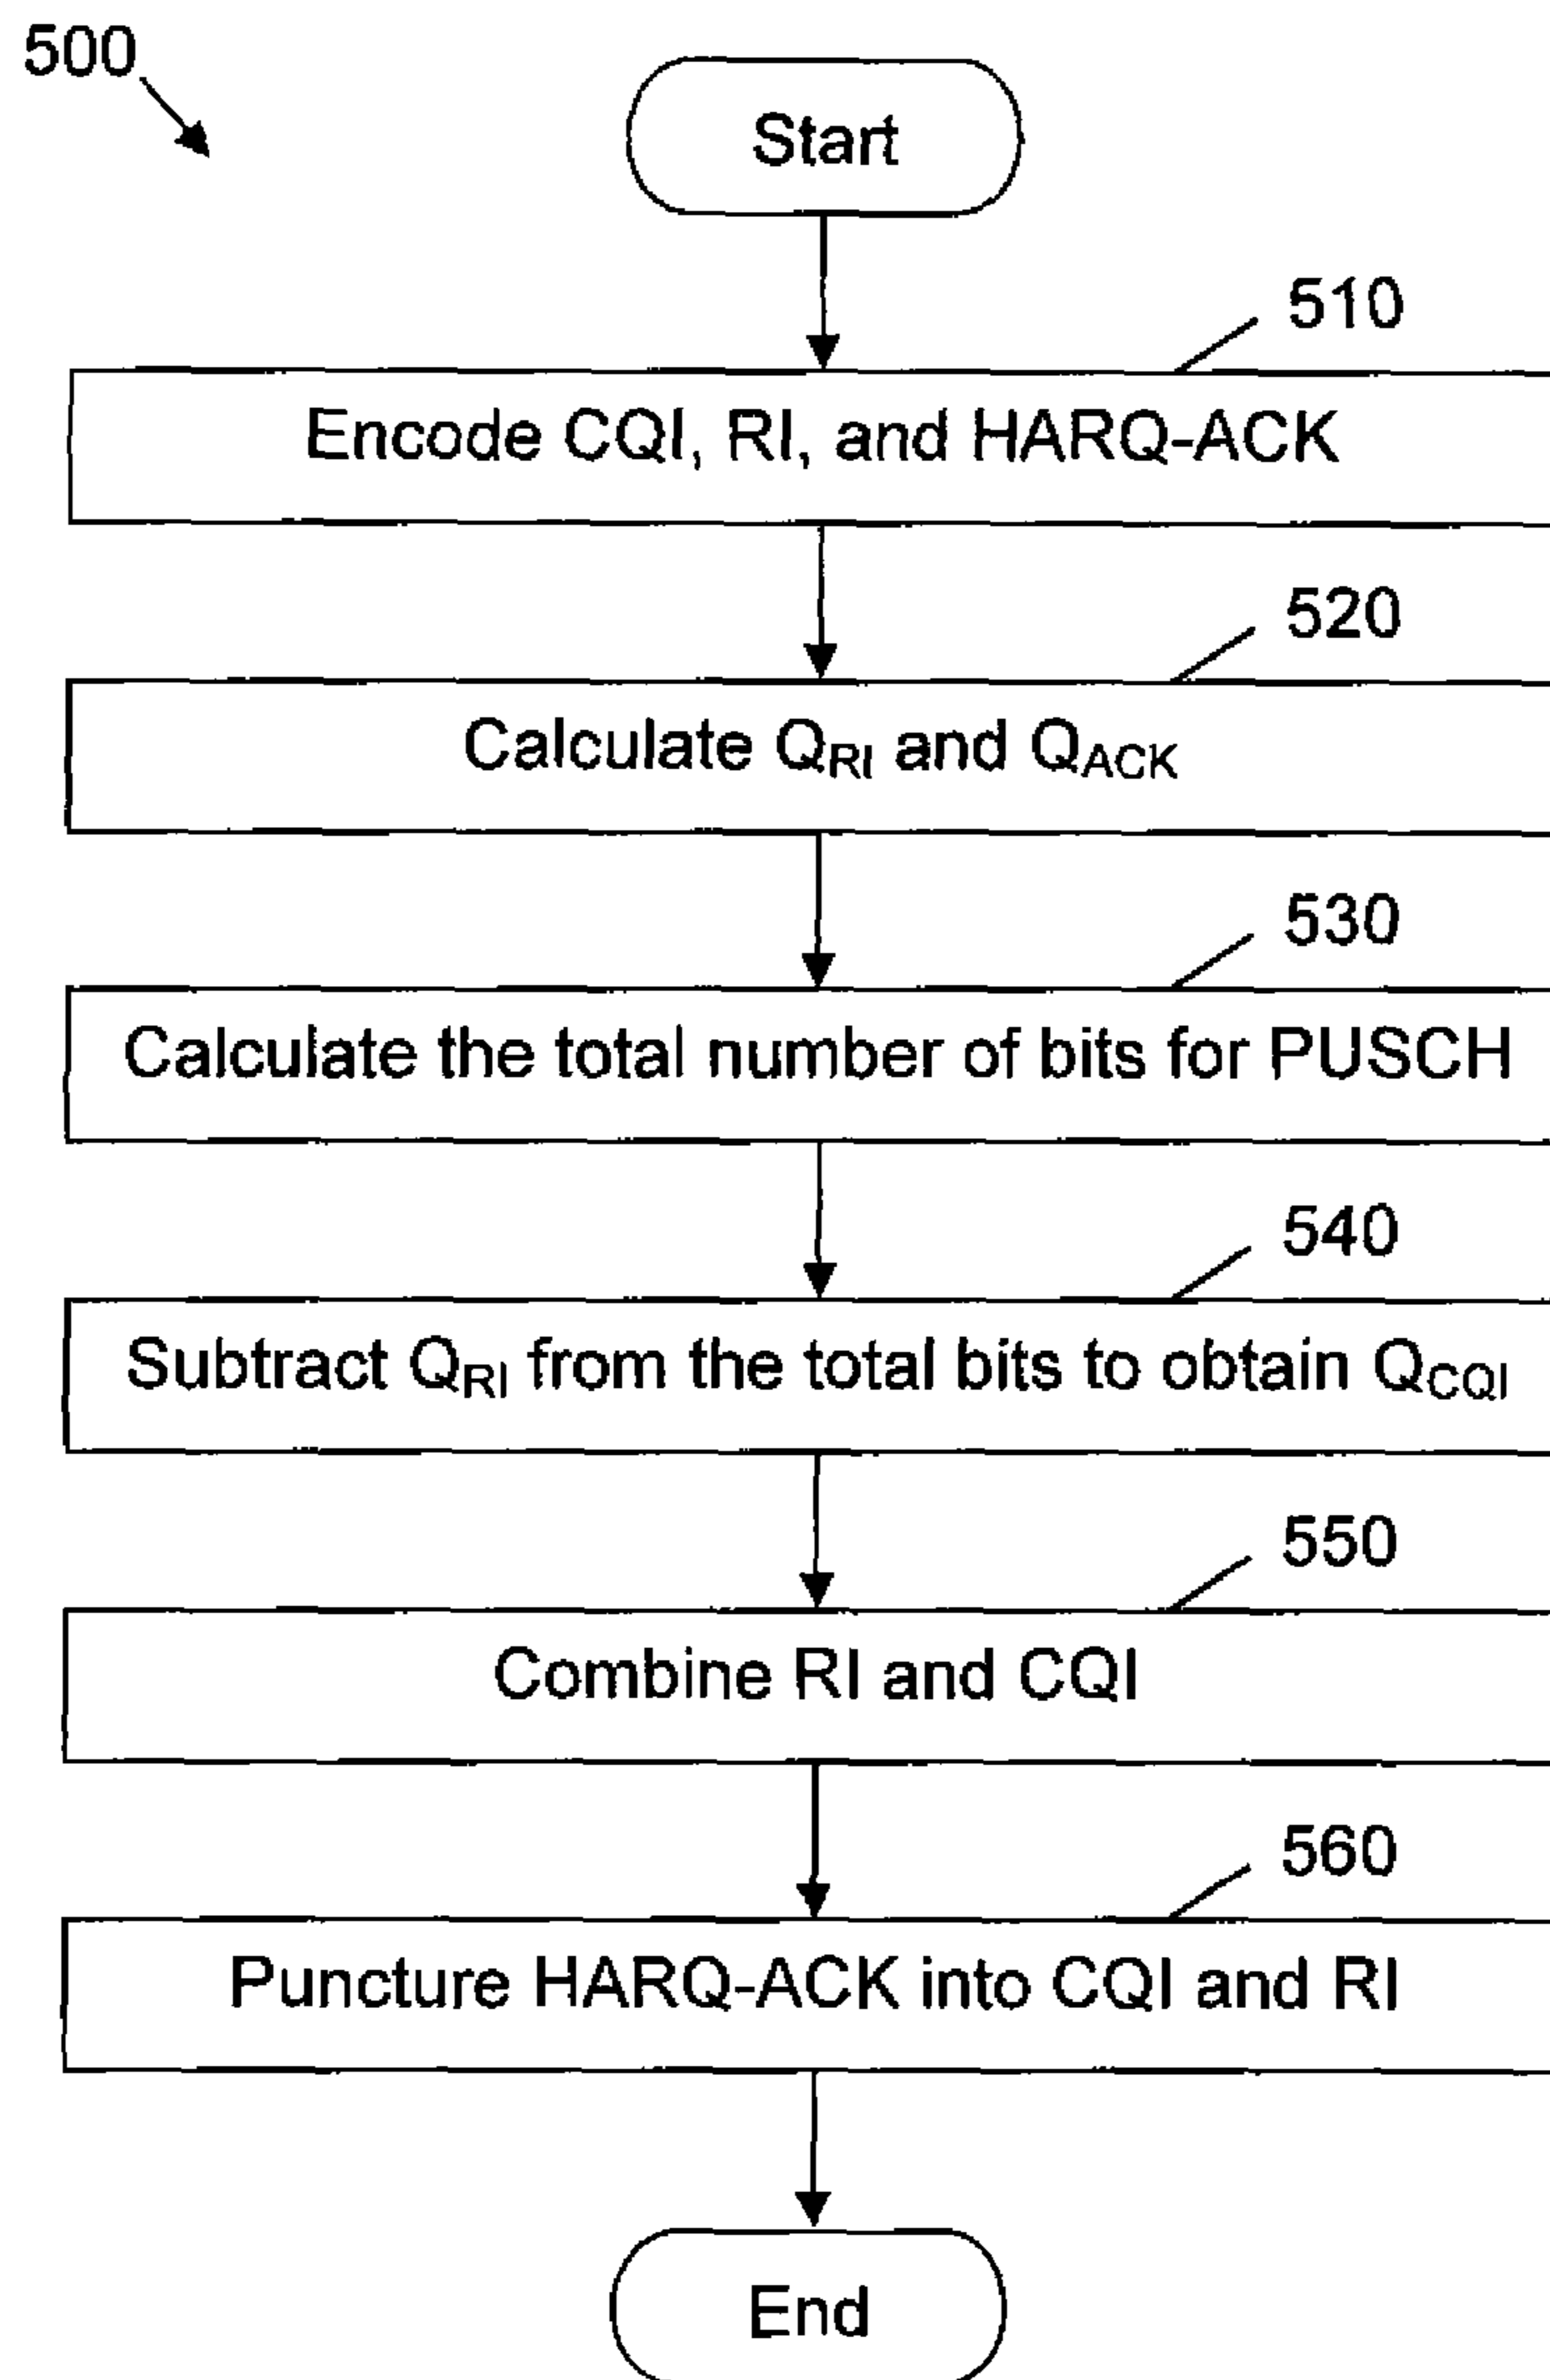 500
Start
510
Encode CQI, RI, and HARQ-ACK
520
Calculate QRI and QACK
530
Calculate the total number of bits for PUSCH
540
Subtract QRI from the total bits to obtain QCQI
550
Combine RI and CQI
560
Puncture HARQ-ACK into CQI and RI
End